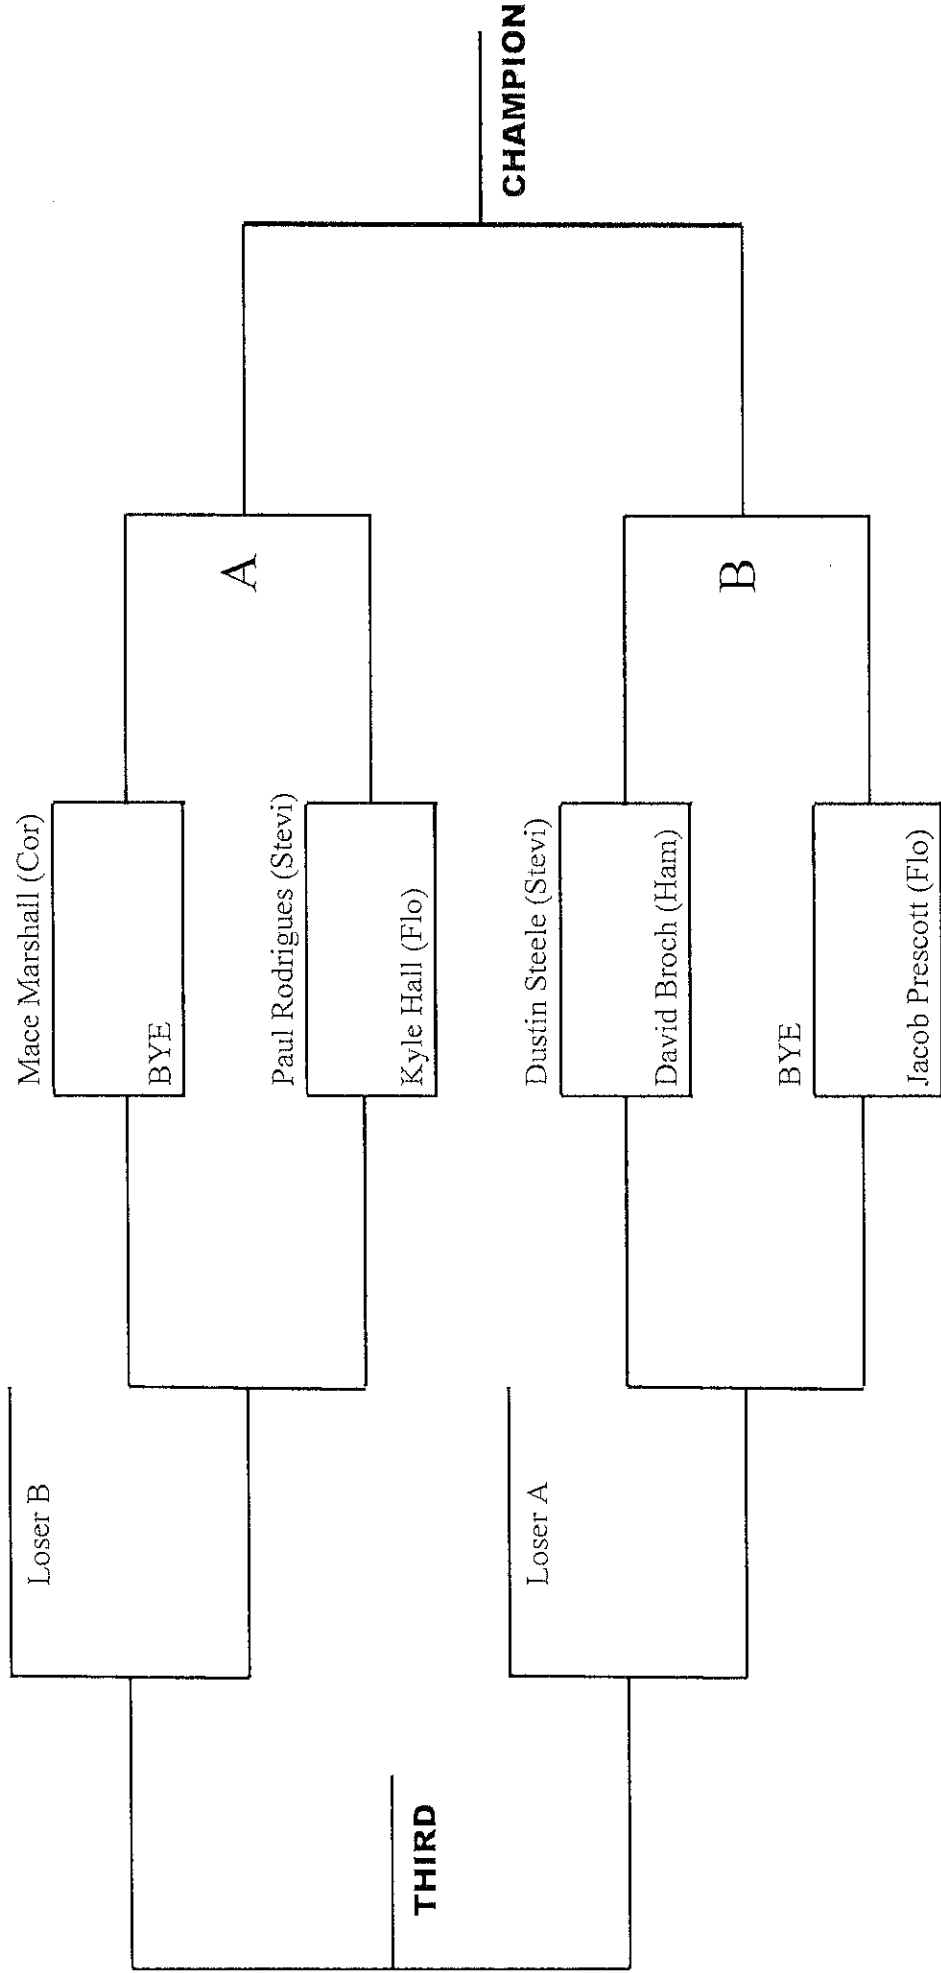 Mace Marshall (Cor)
BYE
Paul Rodrigues (Stevi)
Kyle Hall (Flo)
Dustin Steele (Stevi)
David Broch (Ham)
BYE
Jacob Prescott (Flo)
A
B
CHAMPION
Loser B
Loser A
THIRD